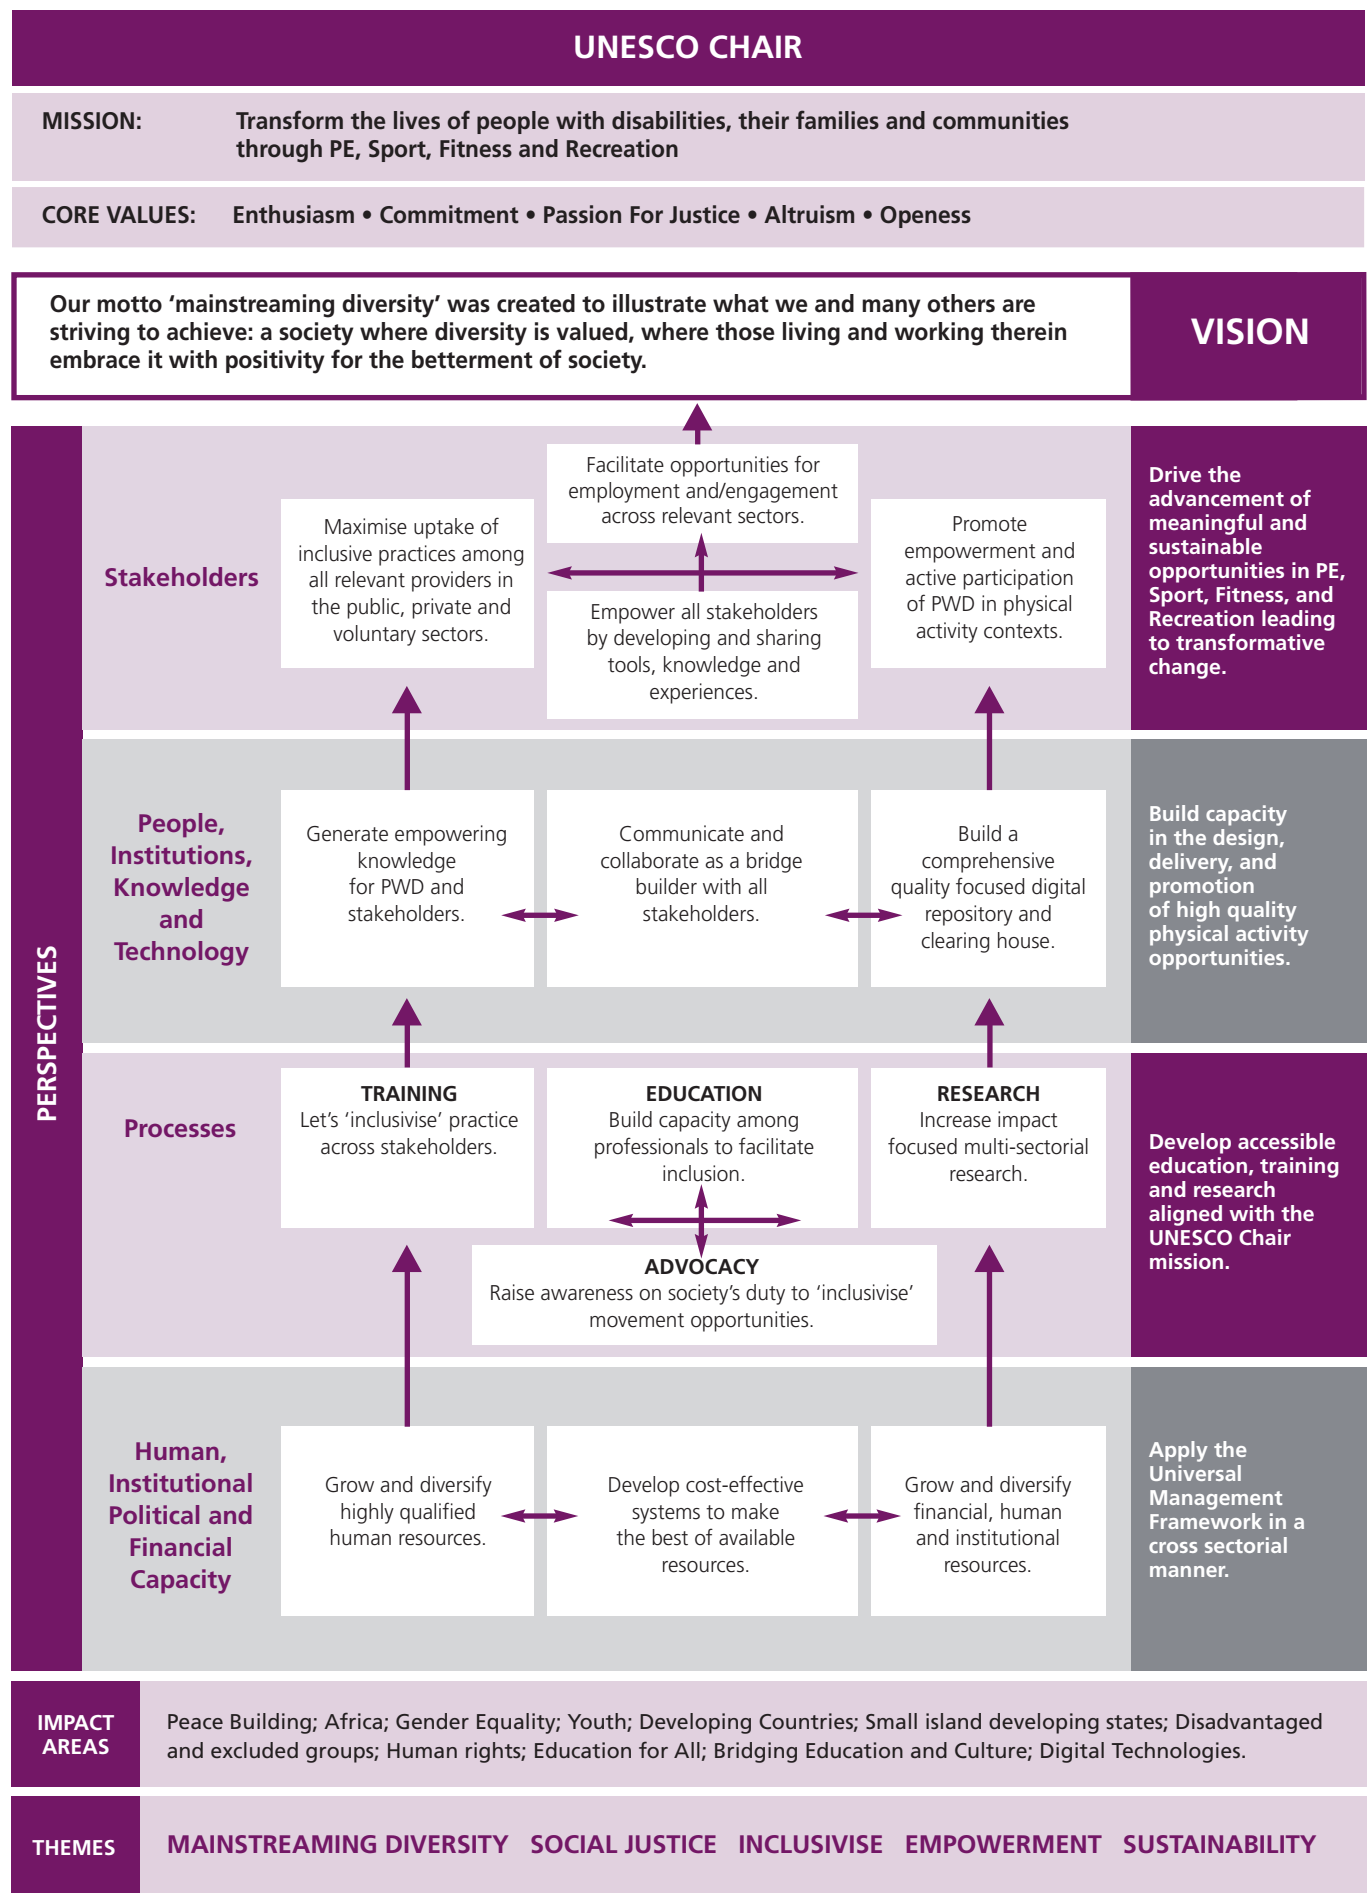 UNESCO CHAIR
MISSION:
Transform the lives of people with disabilities, their families and communities
through PE, Sport, Fitness and Recreation
CORE VALUES:
Enthusiasm • Commitment • Passion For Justice • Altruism • Openess
Our motto ‘mainstreaming diversity’ was created to illustrate what we and many others are
striving to achieve: a society where diversity is valued, where those living and working therein
embrace it with positivity for the betterment of society.
VISION
PERSPECTIVES
Stakeholders
Maximise uptake of
inclusive practices among
all relevant providers in
the public, private and
voluntary sectors.
Facilitate opportunities for
employment and/engagement
across relevant sectors.
Empower all stakeholders
by developing and sharing
tools, knowledge and
experiences.
Promote
empowerment and
active participation
of PWD in physical
activity contexts.
Drive the
advancement of
meaningful and
sustainable
opportunities in PE,
Sport, Fitness, and
Recreation leading
to transformative
change.
People,
Institutions,
Knowledge
and
Technology
Generate empowering
knowledge
for PWD and
stakeholders.
Communicate and
collaborate as a bridge
builder with all
stakeholders.
Build a
comprehensive
quality focused digital
repository and
clearing house.
Build capacity
in the design,
delivery, and
promotion
of high quality
physical activity
opportunities.
Processes
TRAINING
Let’s ‘inclusivise’ practice
across stakeholders.
EDUCATION
Build capacity among
professionals to facilitate
inclusion.
RESEARCH
Increase impact
focused multi-sectorial
research.
ADVOCACY
Raise awareness on society’s duty to ‘inclusivise’
movement opportunities.
Develop accessible
education, training
and research
aligned with the
UNESCO Chair
mission.
Human,
Institutional
Political and
Financial
Capacity
Grow and diversify
highly qualified
human resources.
Develop cost-effective
systems to make
the best of available
resources.
Grow and diversify
financial, human
and institutional
resources.
Apply the
Universal
Management
Framework in a
cross sectorial
manner.
IMPACT
AREAS
Peace Building; Africa; Gender Equality; Youth; Developing Countries; Small island developing states; Disadvantaged
and excluded groups; Human rights; Education for All; Bridging Education and Culture; Digital Technologies.
THEMES
MAINSTREAMING DIVERSITY SOCIAL JUSTICE INCLUSIVISE EMPOWERMENT SUSTAINABILITY